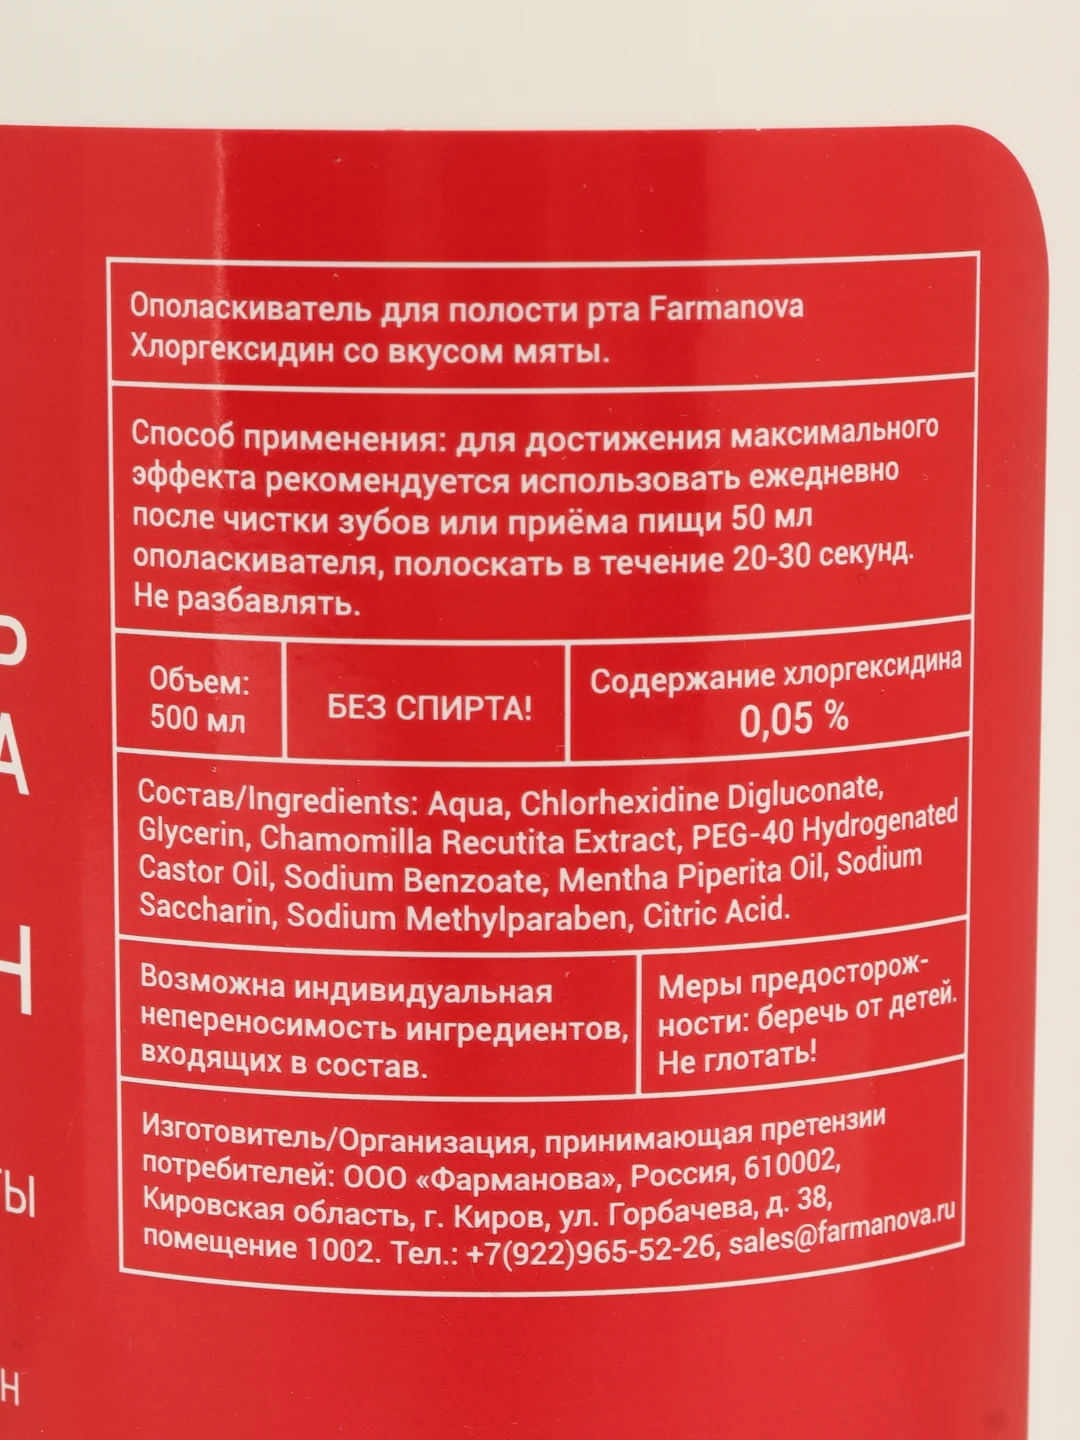 Ополаскиватель для полости рта Farmanova
Хлоргексидин со вкусом мяты.
Способ применения: для достижения максимального
эффекта рекомендуется использовать ежедневно
после чистки зубов или приёма пищи 50 мл
ополаскивателя, полоскать в течение 20-30 секунд.
Не разбавлять.
Объем:
500 мл
БЕЗ СПИРТА!
Содержание хлоргексидина
0,05 %
Состав/Ingredients: Aqua, Chlorhexidine Digluconate,
Glycerin, Chamomilla Recutita Extract, PEG-40 Hydrogenated
Castor Oil, Sodium Benzoate, Mentha Piperita Oil, Sodium
Saccharin, Sodium Methylparaben, Citric Acid.
Возможна индивидуальная
непереносимость ингредиентов,
входящих в состав.
Меры предосторож-
ности: беречь от детей.
Не глотать!
Изготовитель/Организация, принимающая претензии
потребителей: ООО «Фарманова», Россия, 610002,
Кировская область, г. Киров, ул. Горбачева, д. 38,
помещение 1002. Тел.: +7(922)965-52-26, sales@farmanova.ru